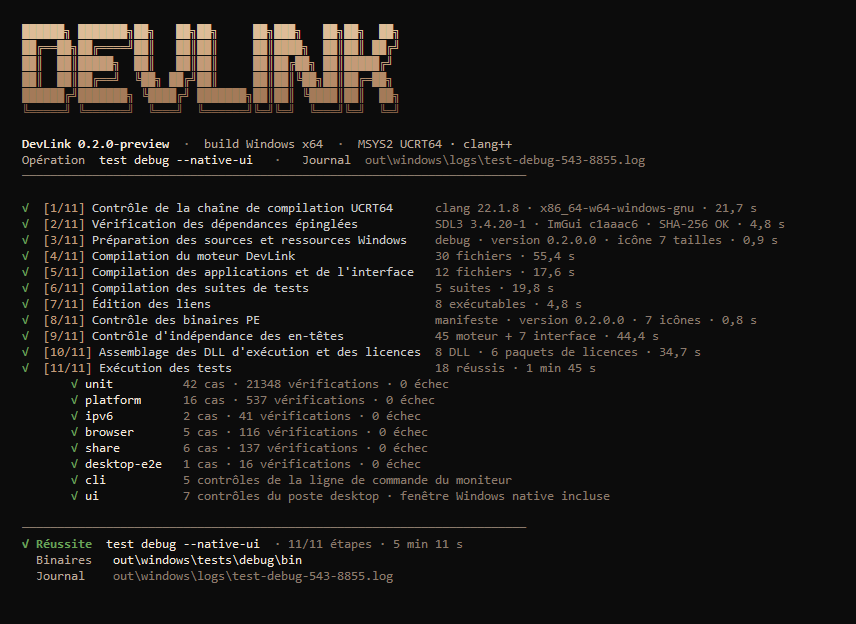 DEVLINK
DevLink 0.2.0-preview · build Windows x64 · MSYS2 UCRT64 · clang++
Opération test debug --native-ui · Journal out\windows\logs\test-debug-543-8855.log
√ [1/11] Contrôle de la chaîne de compilation UCRT64 clang 22.1.8 · x86_64-w64-windows-gnu · 21,7 s
√ [2/11] Vérification des dépendances épinglées SDL3 3.4.20-1 · ImGui c1aaac6 · SHA-256 OK · 4,8 s
√ [3/11] Préparation des sources et ressources Windows debug · version 0.2.0.0 · icône 7 tailles · 0,9 s
√ [4/11] Compilation du moteur DevLink 30 fichiers · 55,4 s
√ [5/11] Compilation des applications et de l'interface 12 fichiers · 17,6 s
√ [6/11] Compilation des suites de tests 5 suites · 19,8 s
√ [7/11] Édition des liens 8 exécutables · 4,8 s
√ [8/11] Contrôle des binaires PE manifeste · version 0.2.0.0 · 7 icônes · 0,8 s
√ [9/11] Contrôle d'indépendance des en-têtes 45 moteur + 7 interface · 44,4 s
√ [10/11] Assemblage des DLL d'exécution et des licences 8 DLL · 6 paquets de licences · 34,7 s
√ [11/11] Exécution des tests 18 réussis · 1 min 45 s
√ unit 42 cas · 21348 vérifications · 0 échec
√ platform 16 cas · 537 vérifications · 0 échec
√ ipv6 2 cas · 41 vérifications · 0 échec
√ browser 5 cas · 116 vérifications · 0 échec
√ share 6 cas · 137 vérifications · 0 échec
√ desktop-e2e 1 cas · 16 vérifications · 0 échec
√ cli 5 contrôles de la ligne de commande du moniteur
√ ui 7 contrôles du poste desktop · fenêtre Windows native incluse
√ Réussite test debug --native-ui · 11/11 étapes · 5 min 11 s
Binaires out\windows\tests\debug\bin
Journal out\windows\logs\test-debug-543-8855.log